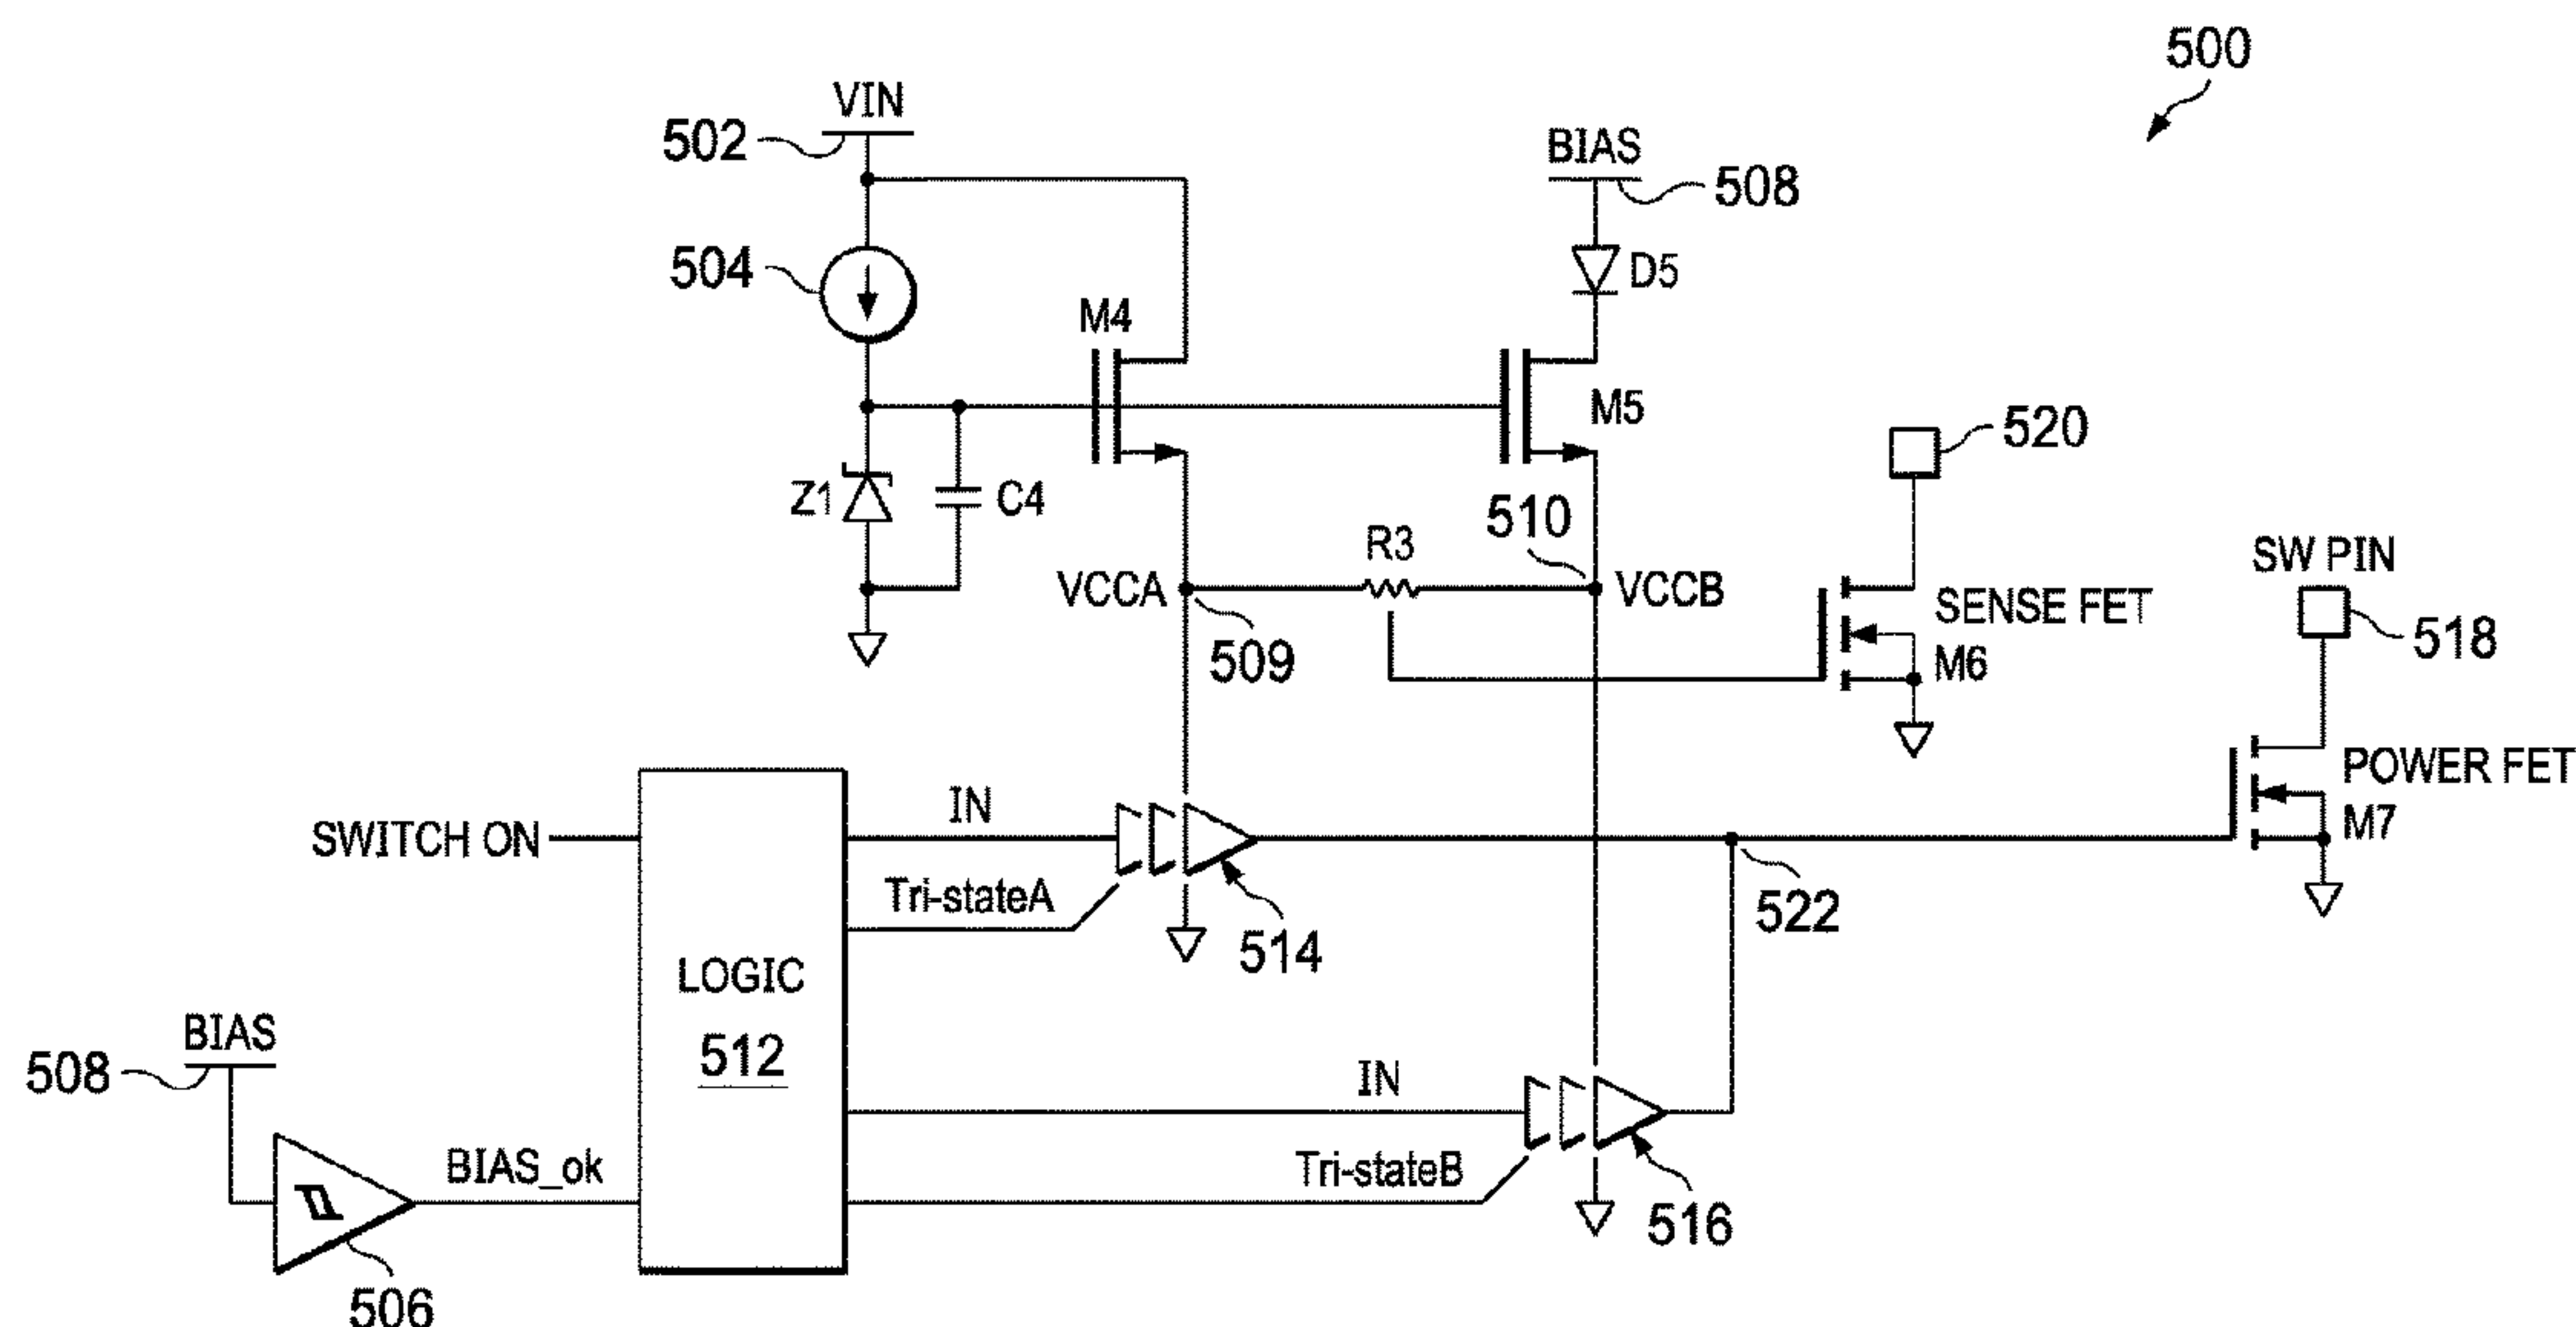 500
VIN
502
BIAS
508
504
D5
M4
M5
520
Z1
C4
510
R3
SW PIN
VCCA
VCCB
SENSE FET
M6
509
518
POWER FET
M7
IN
SWITCH ON
Tri-stateA
522
514
LOGIC
512
BIAS
508
IN
BIAS_ok
Tri-stateB
516
506